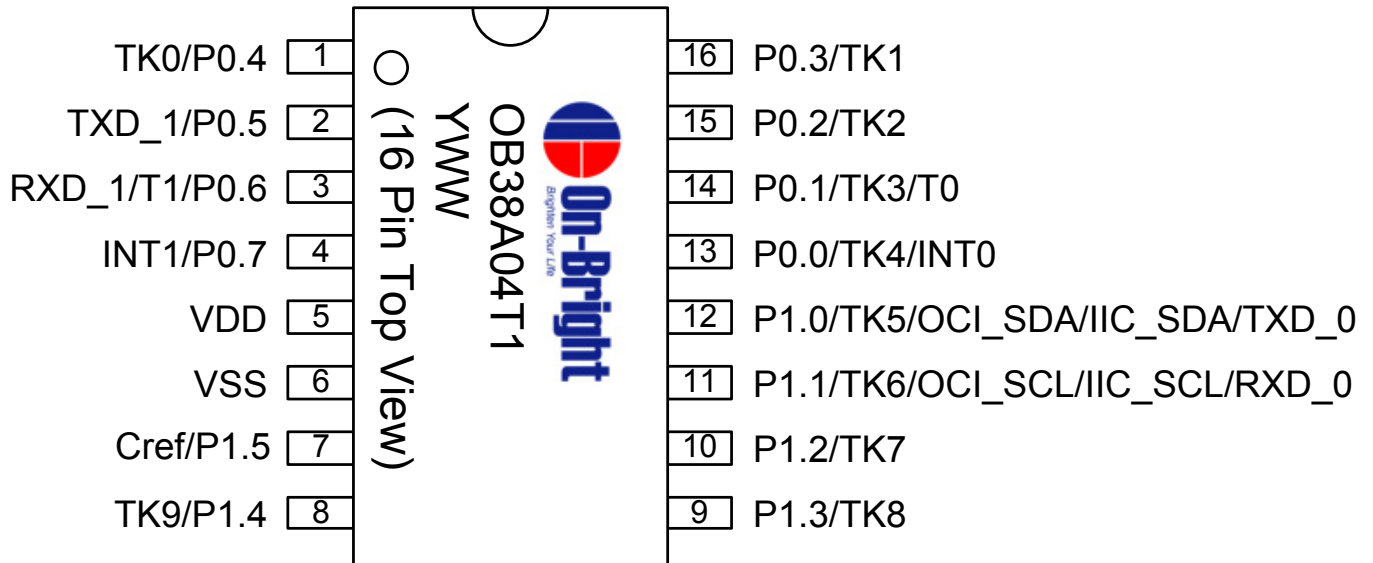 TK0/P0.4 1
TXD_1/P0.5 2
RXD_1/T1/P0.6 3
INT1/P0.7 4
VDD 5
VSS 6
Cref/P1.5 7
TK9/P1.4 8
On-Bright
Brighten Your Life
OB38A04T1
YWW
(16 Pin Top View)
16 P0.3/TK1
15 P0.2/TK2
14 P0.1/TK3/T0
13 P0.0/TK4/INT0
12 P1.0/TK5/OCI_SDA/IIC_SDA/TXD_0
11 P1.1/TK6/OCI_SCL/IIC_SCL/RXD_0
10 P1.2/TK7
9 P1.3/TK8